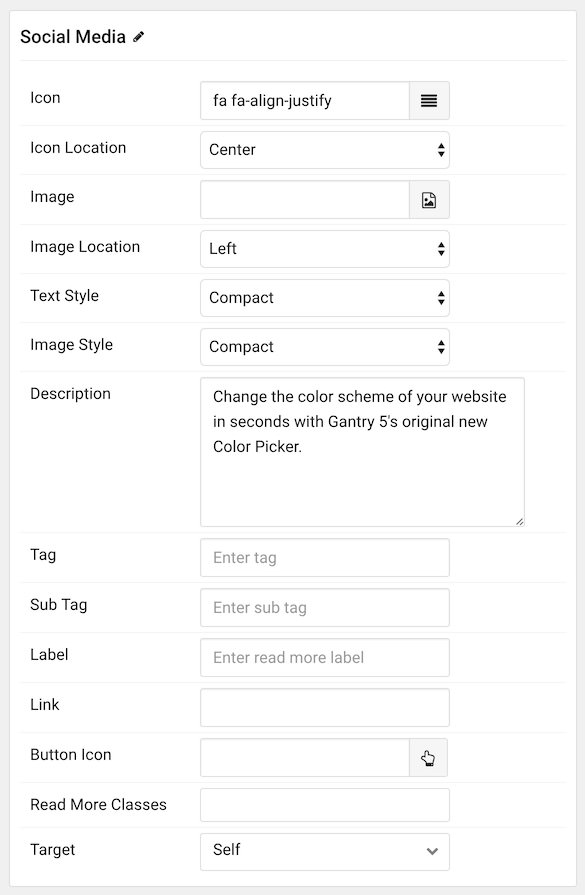 Social Media
Icon
fa fa-align-justify
Icon Location
Center
Image
Image Location
Left
Text Style
Compact
Image Style
Compact
Description
Change the color scheme of your website
in seconds with Gantry 5's original new
Color Picker.
Tag
Enter tag
Sub Tag
Enter sub tag
Label
Enter read more label
Link
Button Icon
Read More Classes
Target
Self